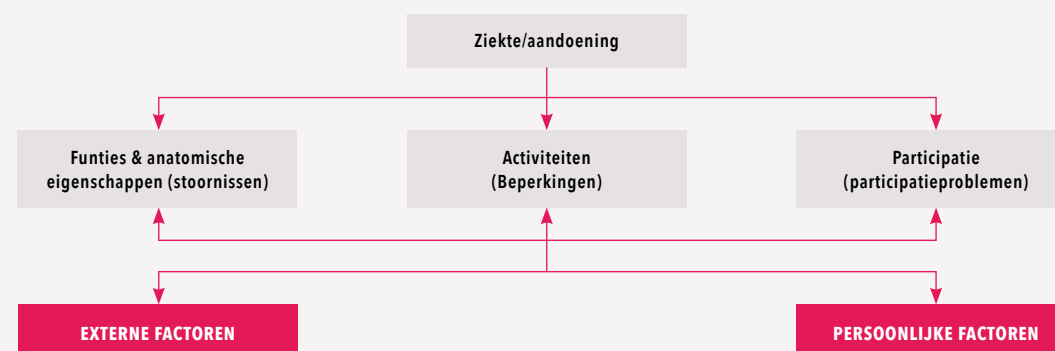 Ziekte/aandoening
Funties & anatomische
eigenschappen (stoornissen)
Activiteiten
(Beperkingen)
Participatie
(participatieproblemen)
EXTERNE FACTOREN
PERSOONLIJKE FACTOREN